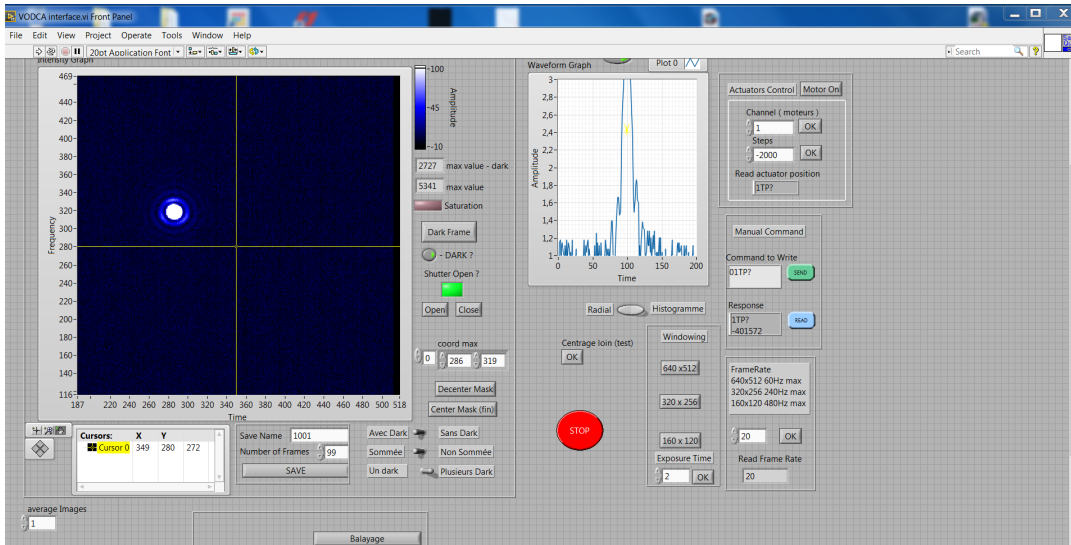 VODCA interface.vi Front Panel
File Edit View Project Operate Tools Window Help
20pt Application Font
Search
Intensity Graph
469
440
420
400
380
360
340
320
300
280
260
240
220
200
180
160
140
116
Frequency
187 220 240 260 280 300 320 340 360 380 400 420 440 460 480 500 518
Time
100
45
-10
Amplitude
2727 max value - dark
5341 max value
Saturation
Dark Frame
- DARK ?
Shutter Open ?
Open Close
coord max
0 286 319
Decenter Mask
Center Mask (fin)
Cursors: X Y
Cursor 0 349 280 272
Save Name 1001
Number of Frames 99
SAVE
Avec Dark Sans Dark
Sommée Non Sommée
Un dark Plusieurs Dark
average Images
1
Balayage
Waveform Graph Plot 0
3
2,8
2,6
2,4
2,2
2
1,8
1,6
1,4
1,2
1
Amplitude
0 50 100 150 200
Time
Radial Histogramme
Centrage loin (test)
OK
STOP
Windowing
640 x512
320 x 256
160 x 120
Exposure Time
2 OK
Actuators Control Motor On
Channel ( moteurs )
1 OK
Steps
-2000 OK
Read actuator position
1TP?
Manual Command
Command to Write
01TP? SEND
Response
1TP?
-401572
READ
FrameRate
640x512 60Hz max
320x256 240Hz max
160x120 480Hz max
20 OK
Read Frame Rate
20